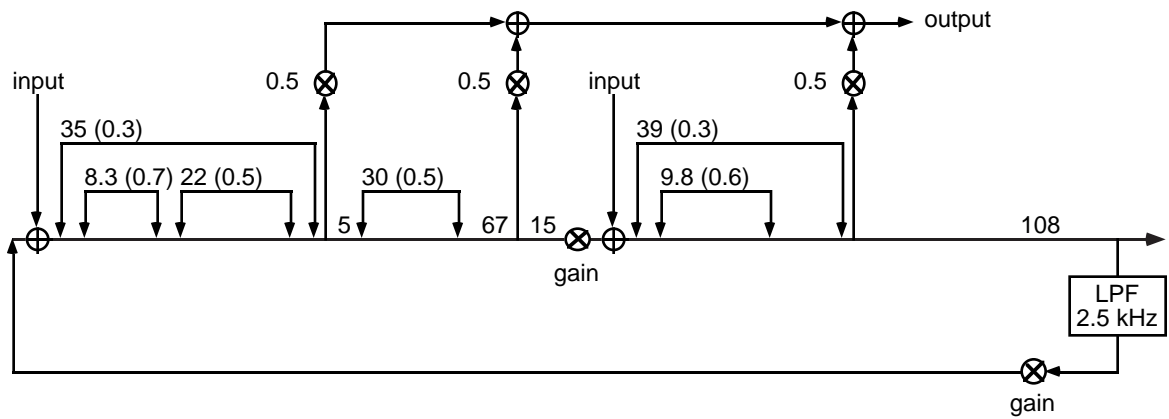 output
input
0.5
0.5
input
0.5
35 (0.3)
39 (0.3)
8.3 (0.7)
22 (0.5)
30 (0.5)
9.8 (0.6)
5
67
15
108
gain
LPF
2.5 kHz
gain